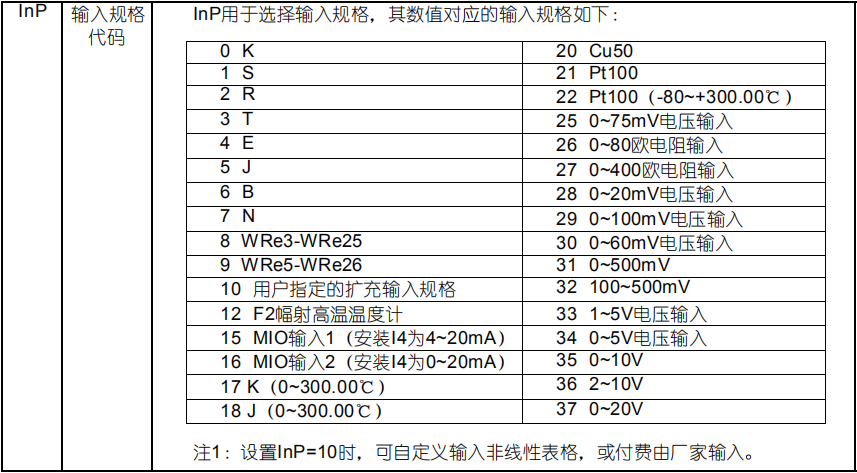 InP 输入规格代码 InP用于选择输入规格，其数值对应的输入规格如下：
0 K 20 Cu50
1 S 21 Pt100
2 R 22 Pt100（-80~+300.00℃）
3 T 25 0~75mV电压输入
4 E 26 0~80欧电阻输入
5 J 27 0~400欧电阻输入
6 B 28 0~20mV电压输入
7 N 29 0~100mV电压输入
8 WRe3-WRe25 30 0~60mV电压输入
9 WRe5-WRe26 31 0~500mV
10 用户指定的扩充输入规格 32 100~500mV
12 F2幅射高温温度计 33 1~5V电压输入
15 MIO输入1（安装I4为4~20mA） 34 0~5V电压输入
16 MIO输入2（安装I4为0~20mA） 35 0~10V
17 K（0~300.00℃） 36 2~10V
18 J（0~300.00℃） 37 0~20V
注1：设置InP=10时，可自定义输入非线性表格，或付费由厂家输入。